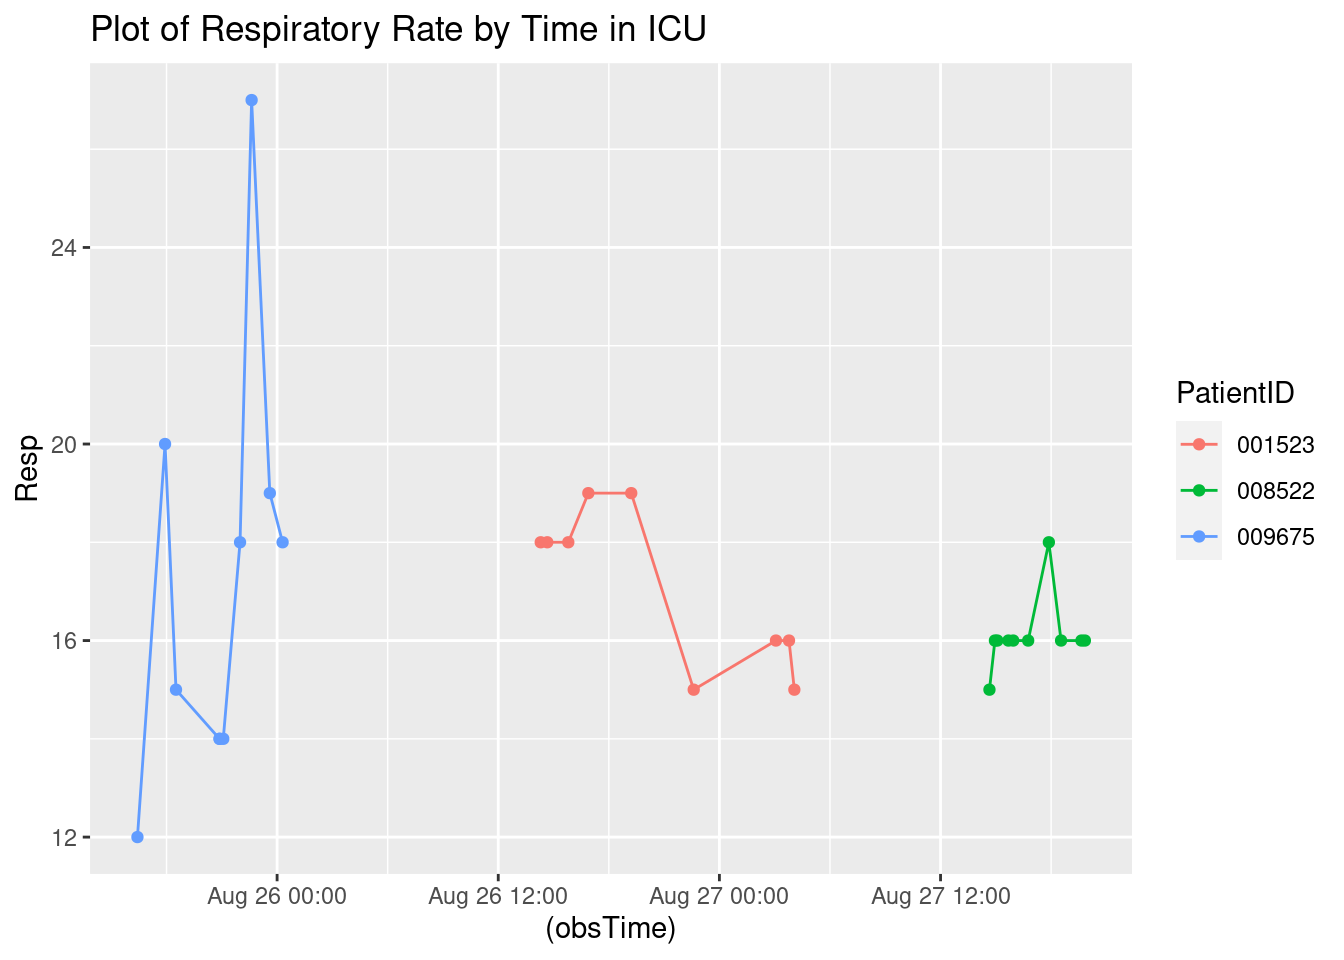 Plot of Respiratory Rate by Time in ICU
Resp
24
20
16
12
Aug 26 00:00
Aug 26 12:00
Aug 27 00:00
Aug 27 12:00
(obsTime)
PatientID
001523
008522
009675